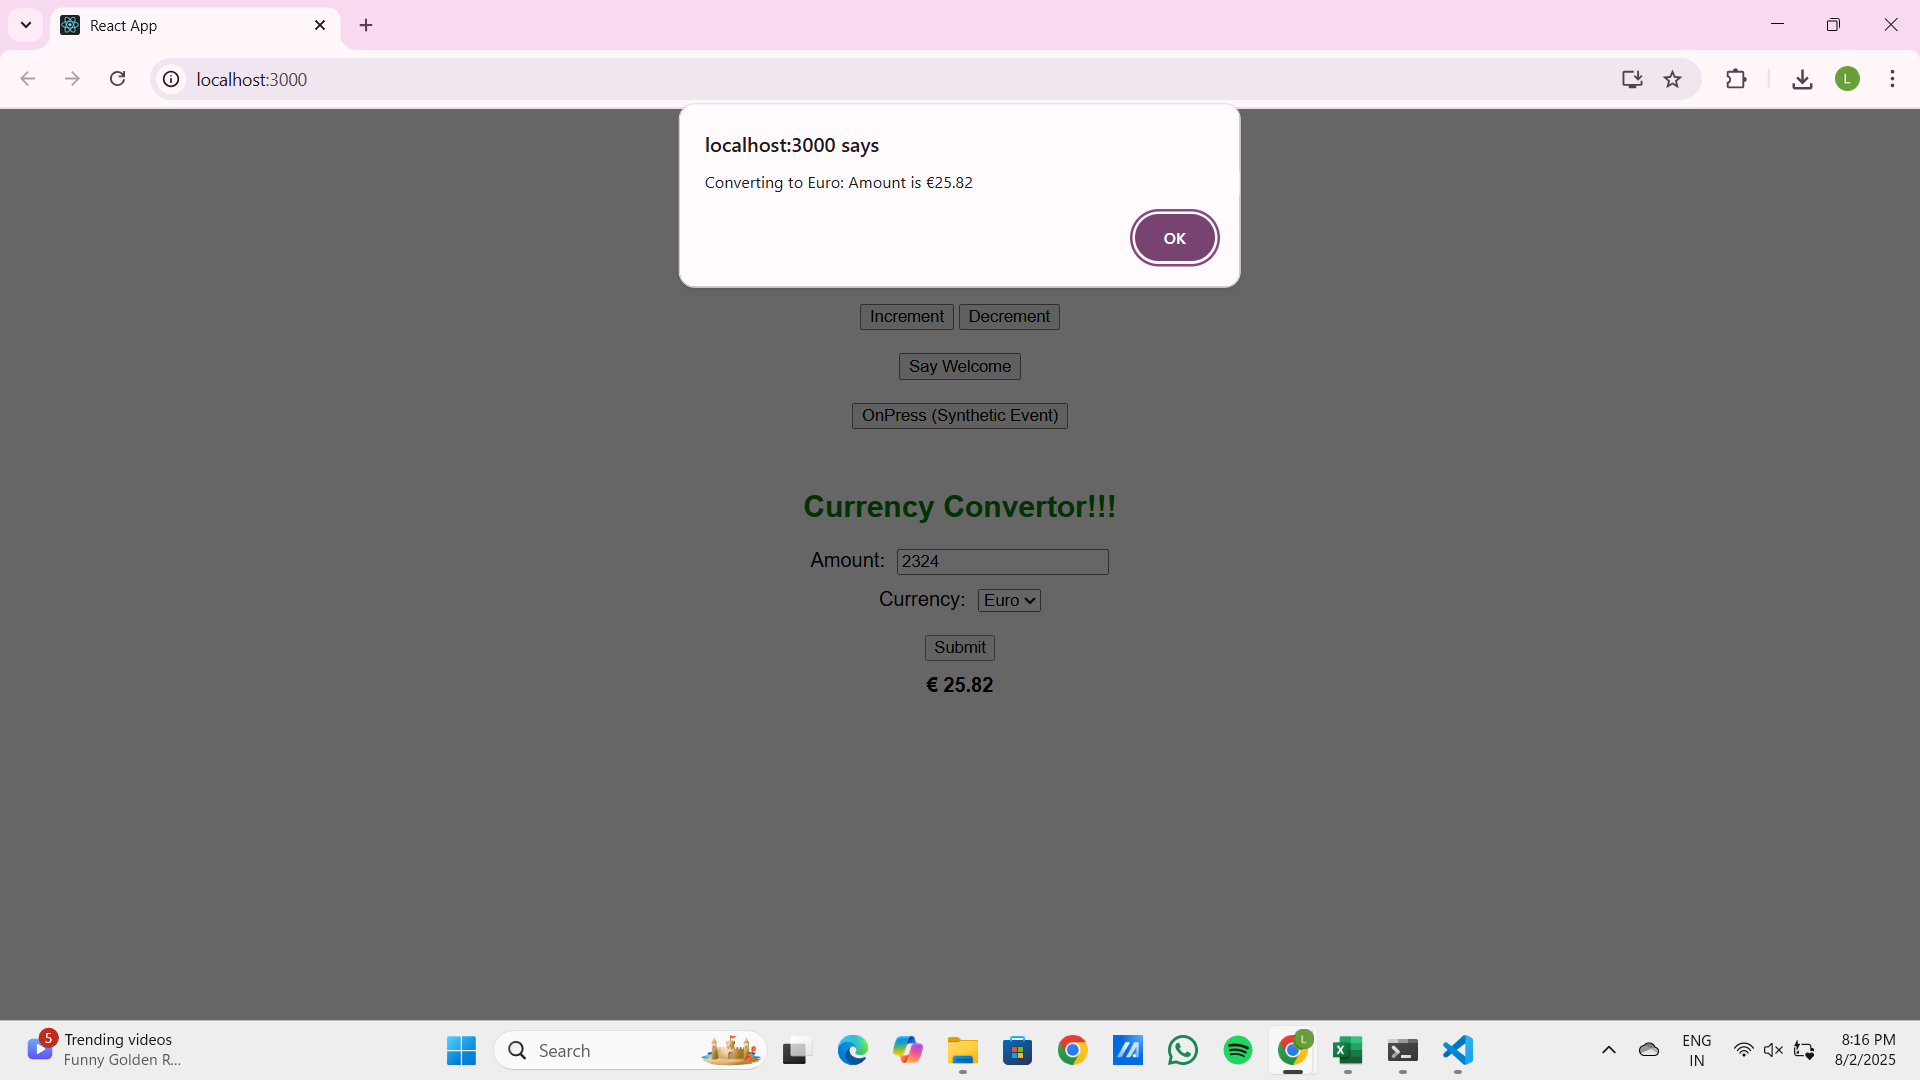 React App
localhost:3000
L
localhost:3000 says
Converting to Euro: Amount is €25.82
OK
Increment Decrement
Say Welcome
OnPress (Synthetic Event)
Currency Convertor!!!
Amount: 2324
Currency: Euro
Submit
€ 25.82
5
Trending videos
Funny Golden R...
Search
L
ENG
IN
8:16 PM
8/2/2025